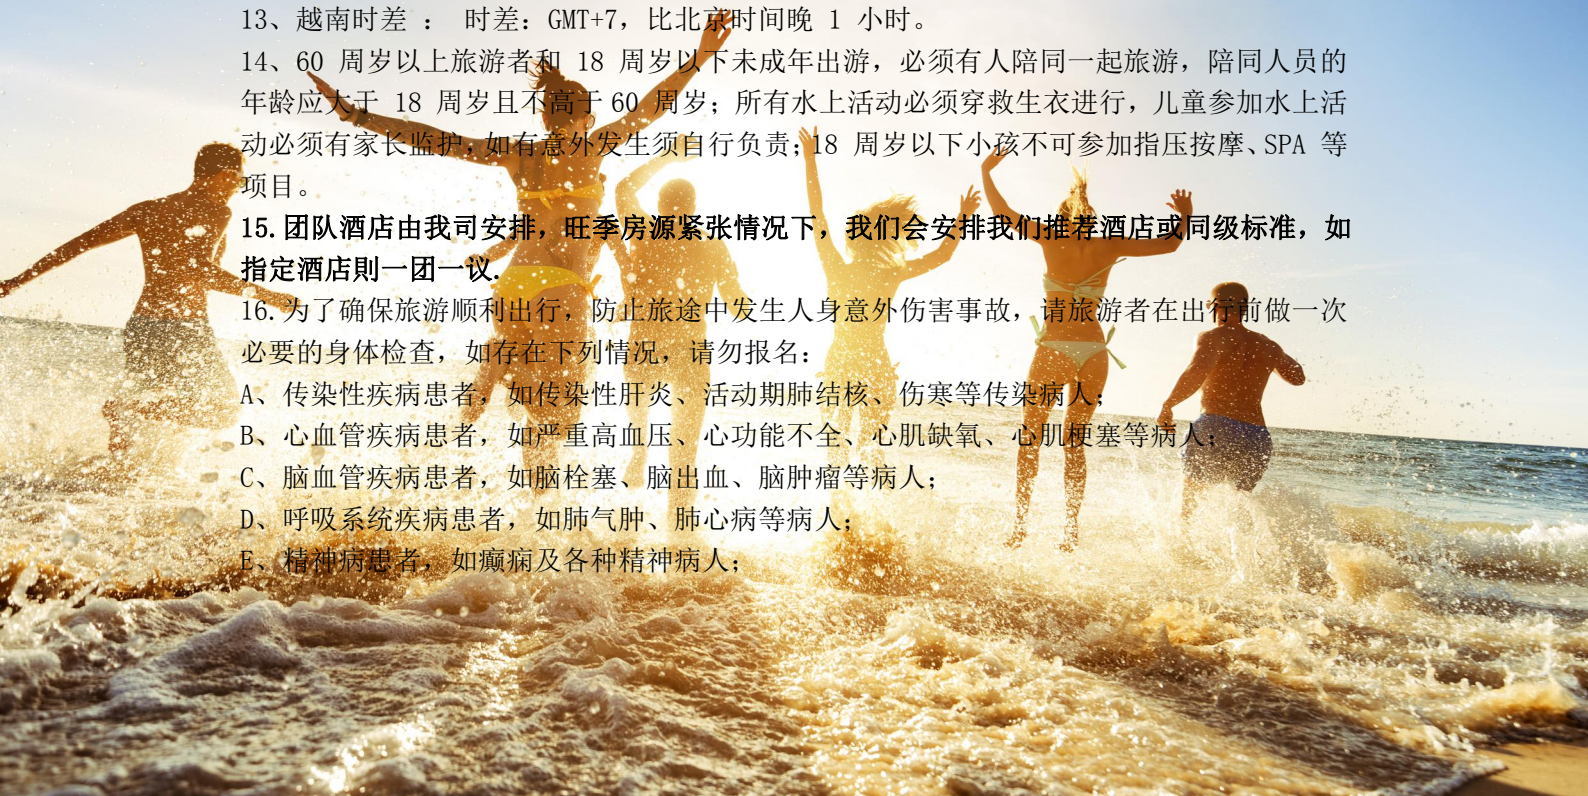 13、越南时差 ： 时差：GMT+7，比北京时间晚 1 小时。
14、60 周岁以上旅游者和 18 周岁以下未成年出游，必须有人陪同一起旅游，陪同人员的
年龄应大于 18 周岁且不高于60 周岁；所有水上活动必须穿救生衣进行，儿童参加水上活
动必须有家长监护，如有意外发生须自行负责；18 周岁以下小孩不可参加指压按摩、SPA 等
项目。
15.团队酒店由我司安排，旺季房源紧张情况下，我们会安排我们推荐酒店或同级标准，如
指定酒店則一团一议.
16.为了确保旅游顺利出行，防止旅途中发生人身意外伤害事故，请旅游者在出行前做一次
必要的身体检查，如存在下列情况，请勿报名：
A、传染性疾病患者，如传染性肝炎、活动期肺结核、伤寒等传染病人；
B、心血管疾病患者，如严重高血压、心功能不全、心肌缺氧、心肌梗塞等病人；
C、脑血管疾病患者，如脑栓塞、脑出血、脑肿瘤等病人；
D、呼吸系统疾病患者，如肺气肿、肺心病等病人；
E、精神病患者，如癫痫及各种精神病人；